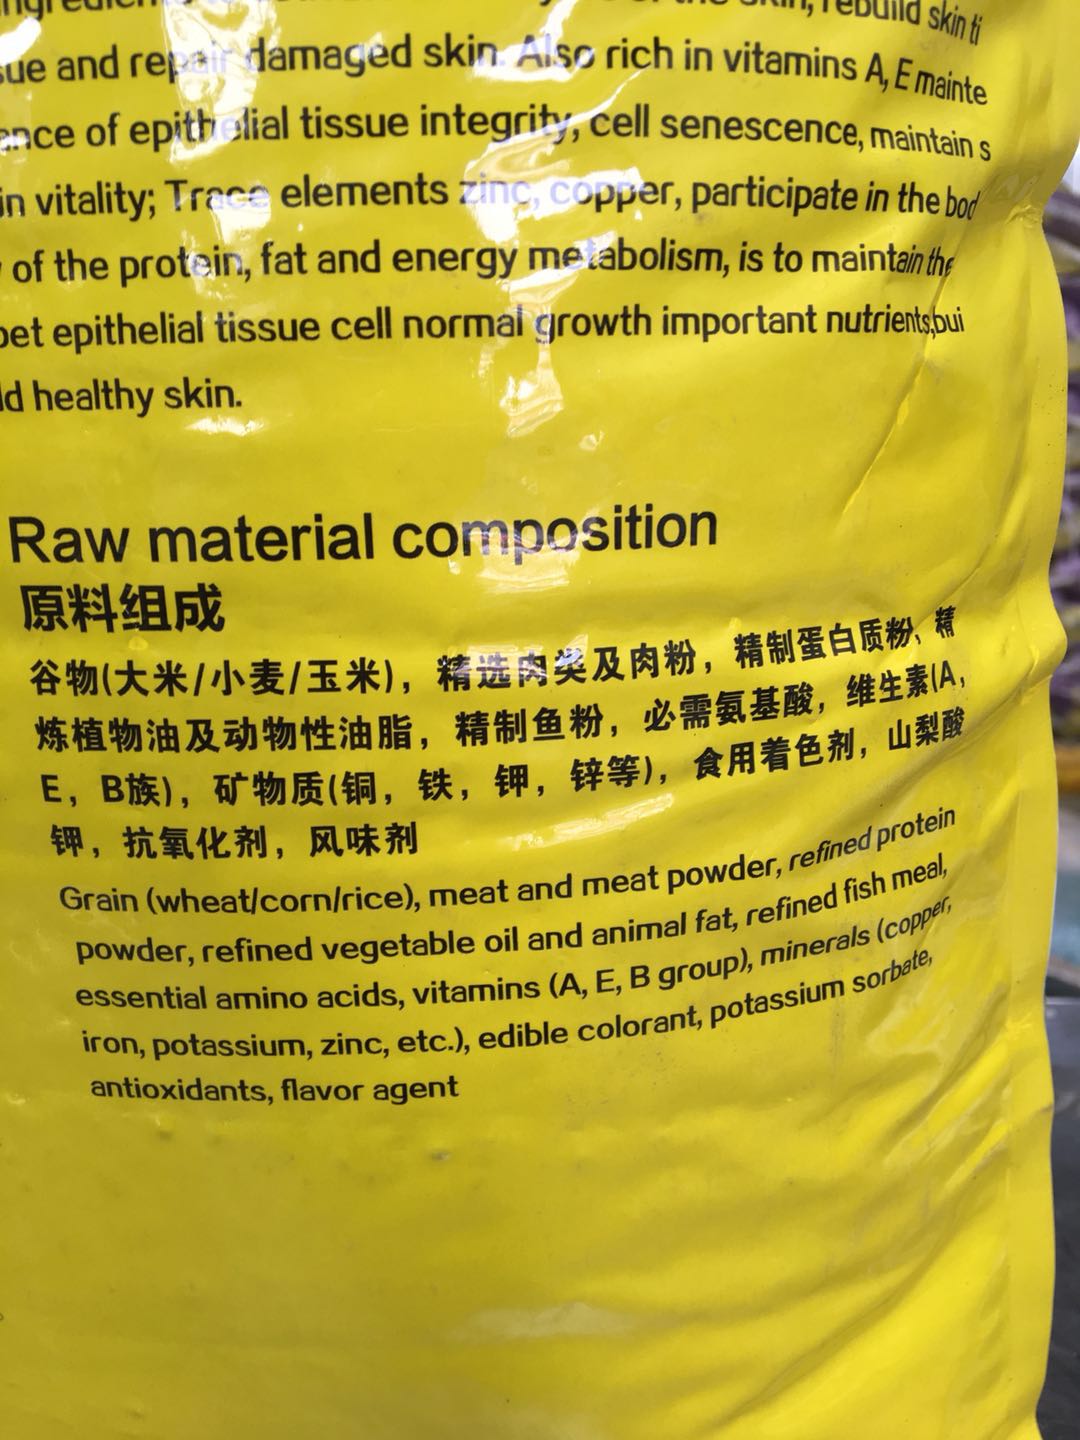 of the skin, rebuild skin ti
sue and repair damaged skin. Also rich in vitamins A, E mainte
ance of epithelial tissue integrity, cell senescence, maintain s
in vitality; Trace elements zinc, copper, participate in the bod
of the protein, fat and energy metabolism, is to maintain the
pet epithelial tissue cell normal growth important nutrients,bui
ld healthy skin.
Raw material composition
原料组成
谷物(大米/小麦/玉米)，精选肉类及肉粉，精制蛋白质粉、精
炼植物油及动物性油脂，精制鱼粉，必需氨基酸，维生素(A,
E，B族)，矿物质(铜，铁，钾，锌等)，食用着色剂，山梨酸
钾，抗氧化剂，风味剂
Grain (wheat/corn/rice), meat and meat powder, refined protein
powder, refined vegetable oil and animal fat, refined fish meal,
essential amino acids, vitamins (A, E, B group), minerals (copper,
iron, potassium, zinc, etc.), edible colorant, potassium sorbate,
antioxidants, flavor agent